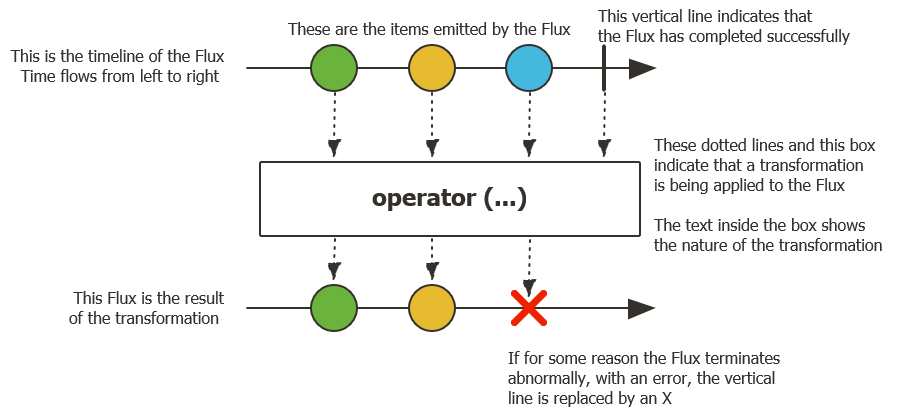 These are the items emitted by the Flux
This vertical line indicates that
the Flux has completed successfully
This is the timeline of the Flux
Time flows from left to right
These dotted lines and this box
indicate that a transformation
is being applied to the Flux
operator (...)
The text inside the box shows
the nature of the transformation
This Flux is the result
of the transformation
If for some reason the Flux terminates
abnormally, with an error, the vertical
line is replaced by an X